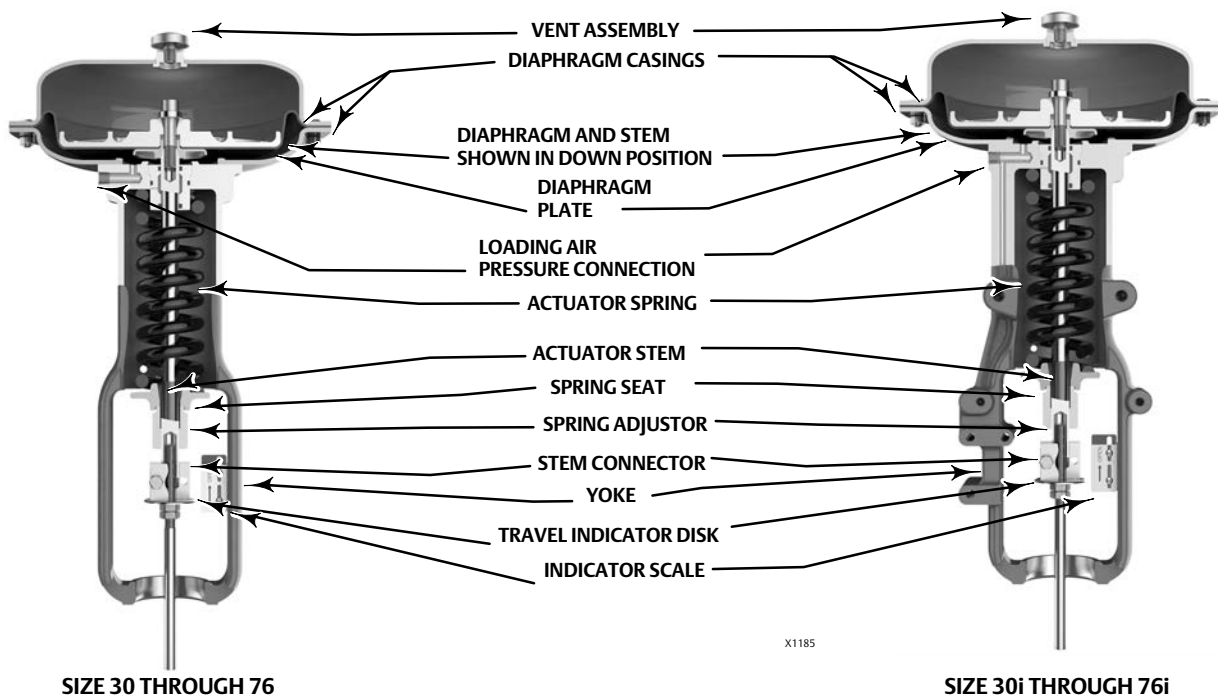 VENT ASSEMBLY
DIAPHRAGM CASINGS
DIAPHRAGM AND STEM
SHOWN IN DOWN POSITION
DIAPHRAGM
PLATE
LOADING AIR
PRESSURE CONNECTION
ACTUATOR SPRING
ACTUATOR STEM
SPRING SEAT
SPRING ADJUSTOR
STEM CONNECTOR
YOKE
TRAVEL INDICATOR DISK
INDICATOR SCALE
X1185
SIZE 30 THROUGH 76
SIZE 30i THROUGH 76i